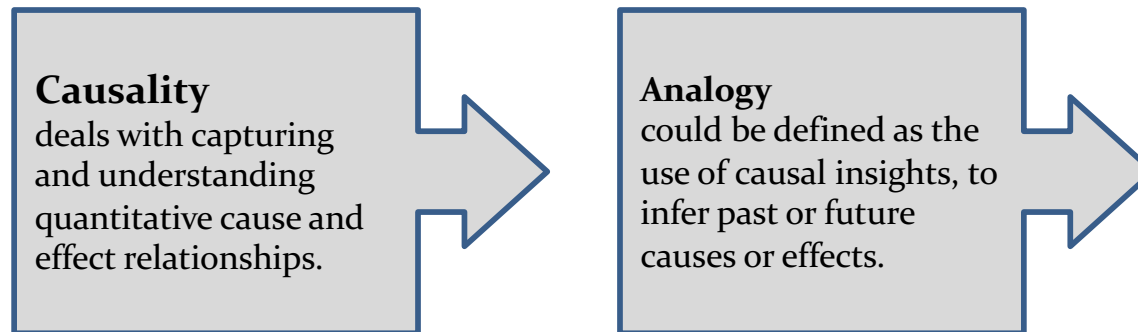 Causality
deals with capturing
and understanding
quantitative cause and
effect relationships.
Analogy
could be defined as the
use of causal insights, to
infer past or future
causes or effects.